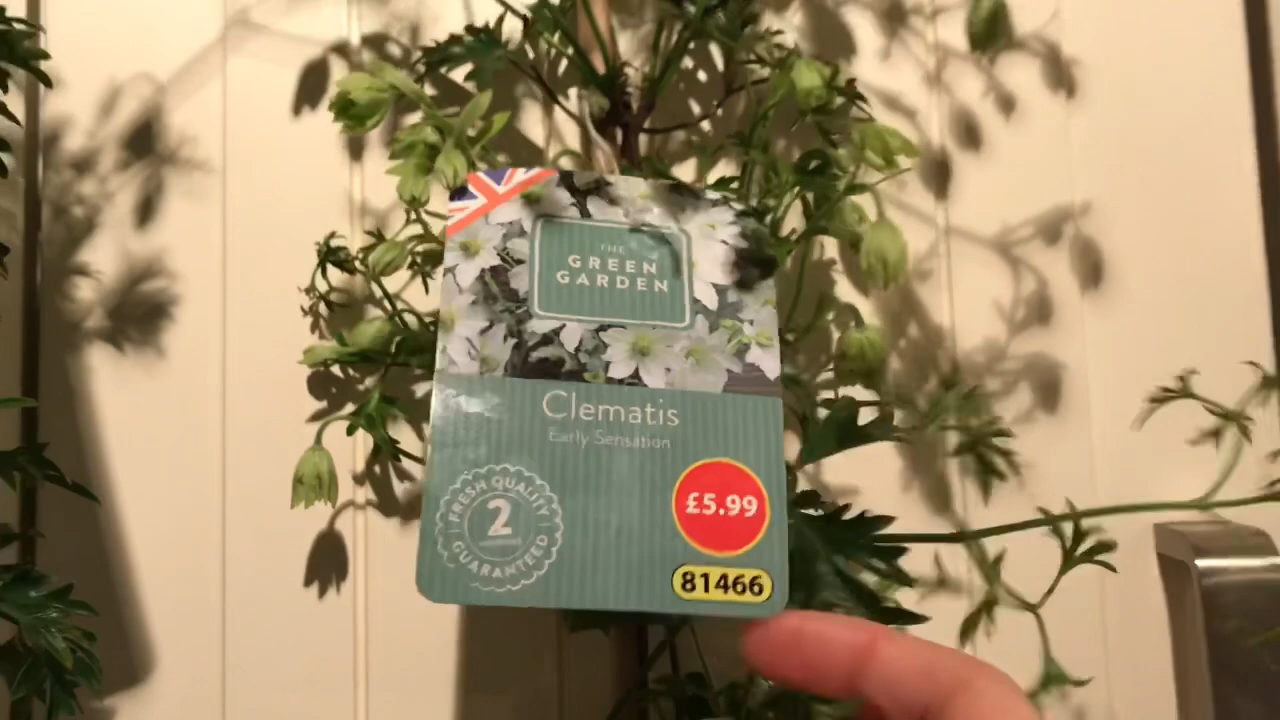 THE
GREEN
GARDEN
Clematis
Early Sensation
FRESH QUALITY
2
GUARANTEED
£5.99
81466